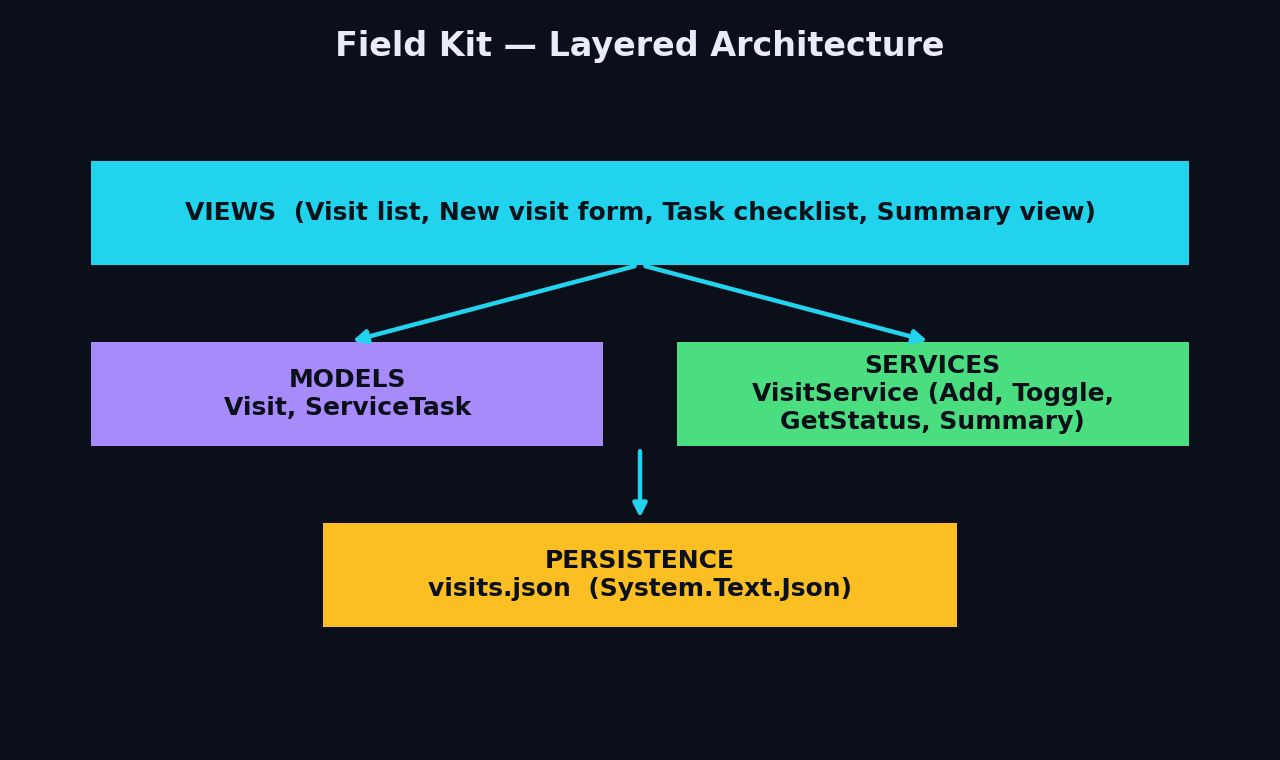 Field Kit — Layered Architecture
VIEWS  (Visit list, New visit form, Task checklist, Summary view)
MODELS
Visit, ServiceTask
SERVICES
VisitService (Add, Toggle,
GetStatus, Summary)
PERSISTENCE
visits.json  (System.Text.Json)